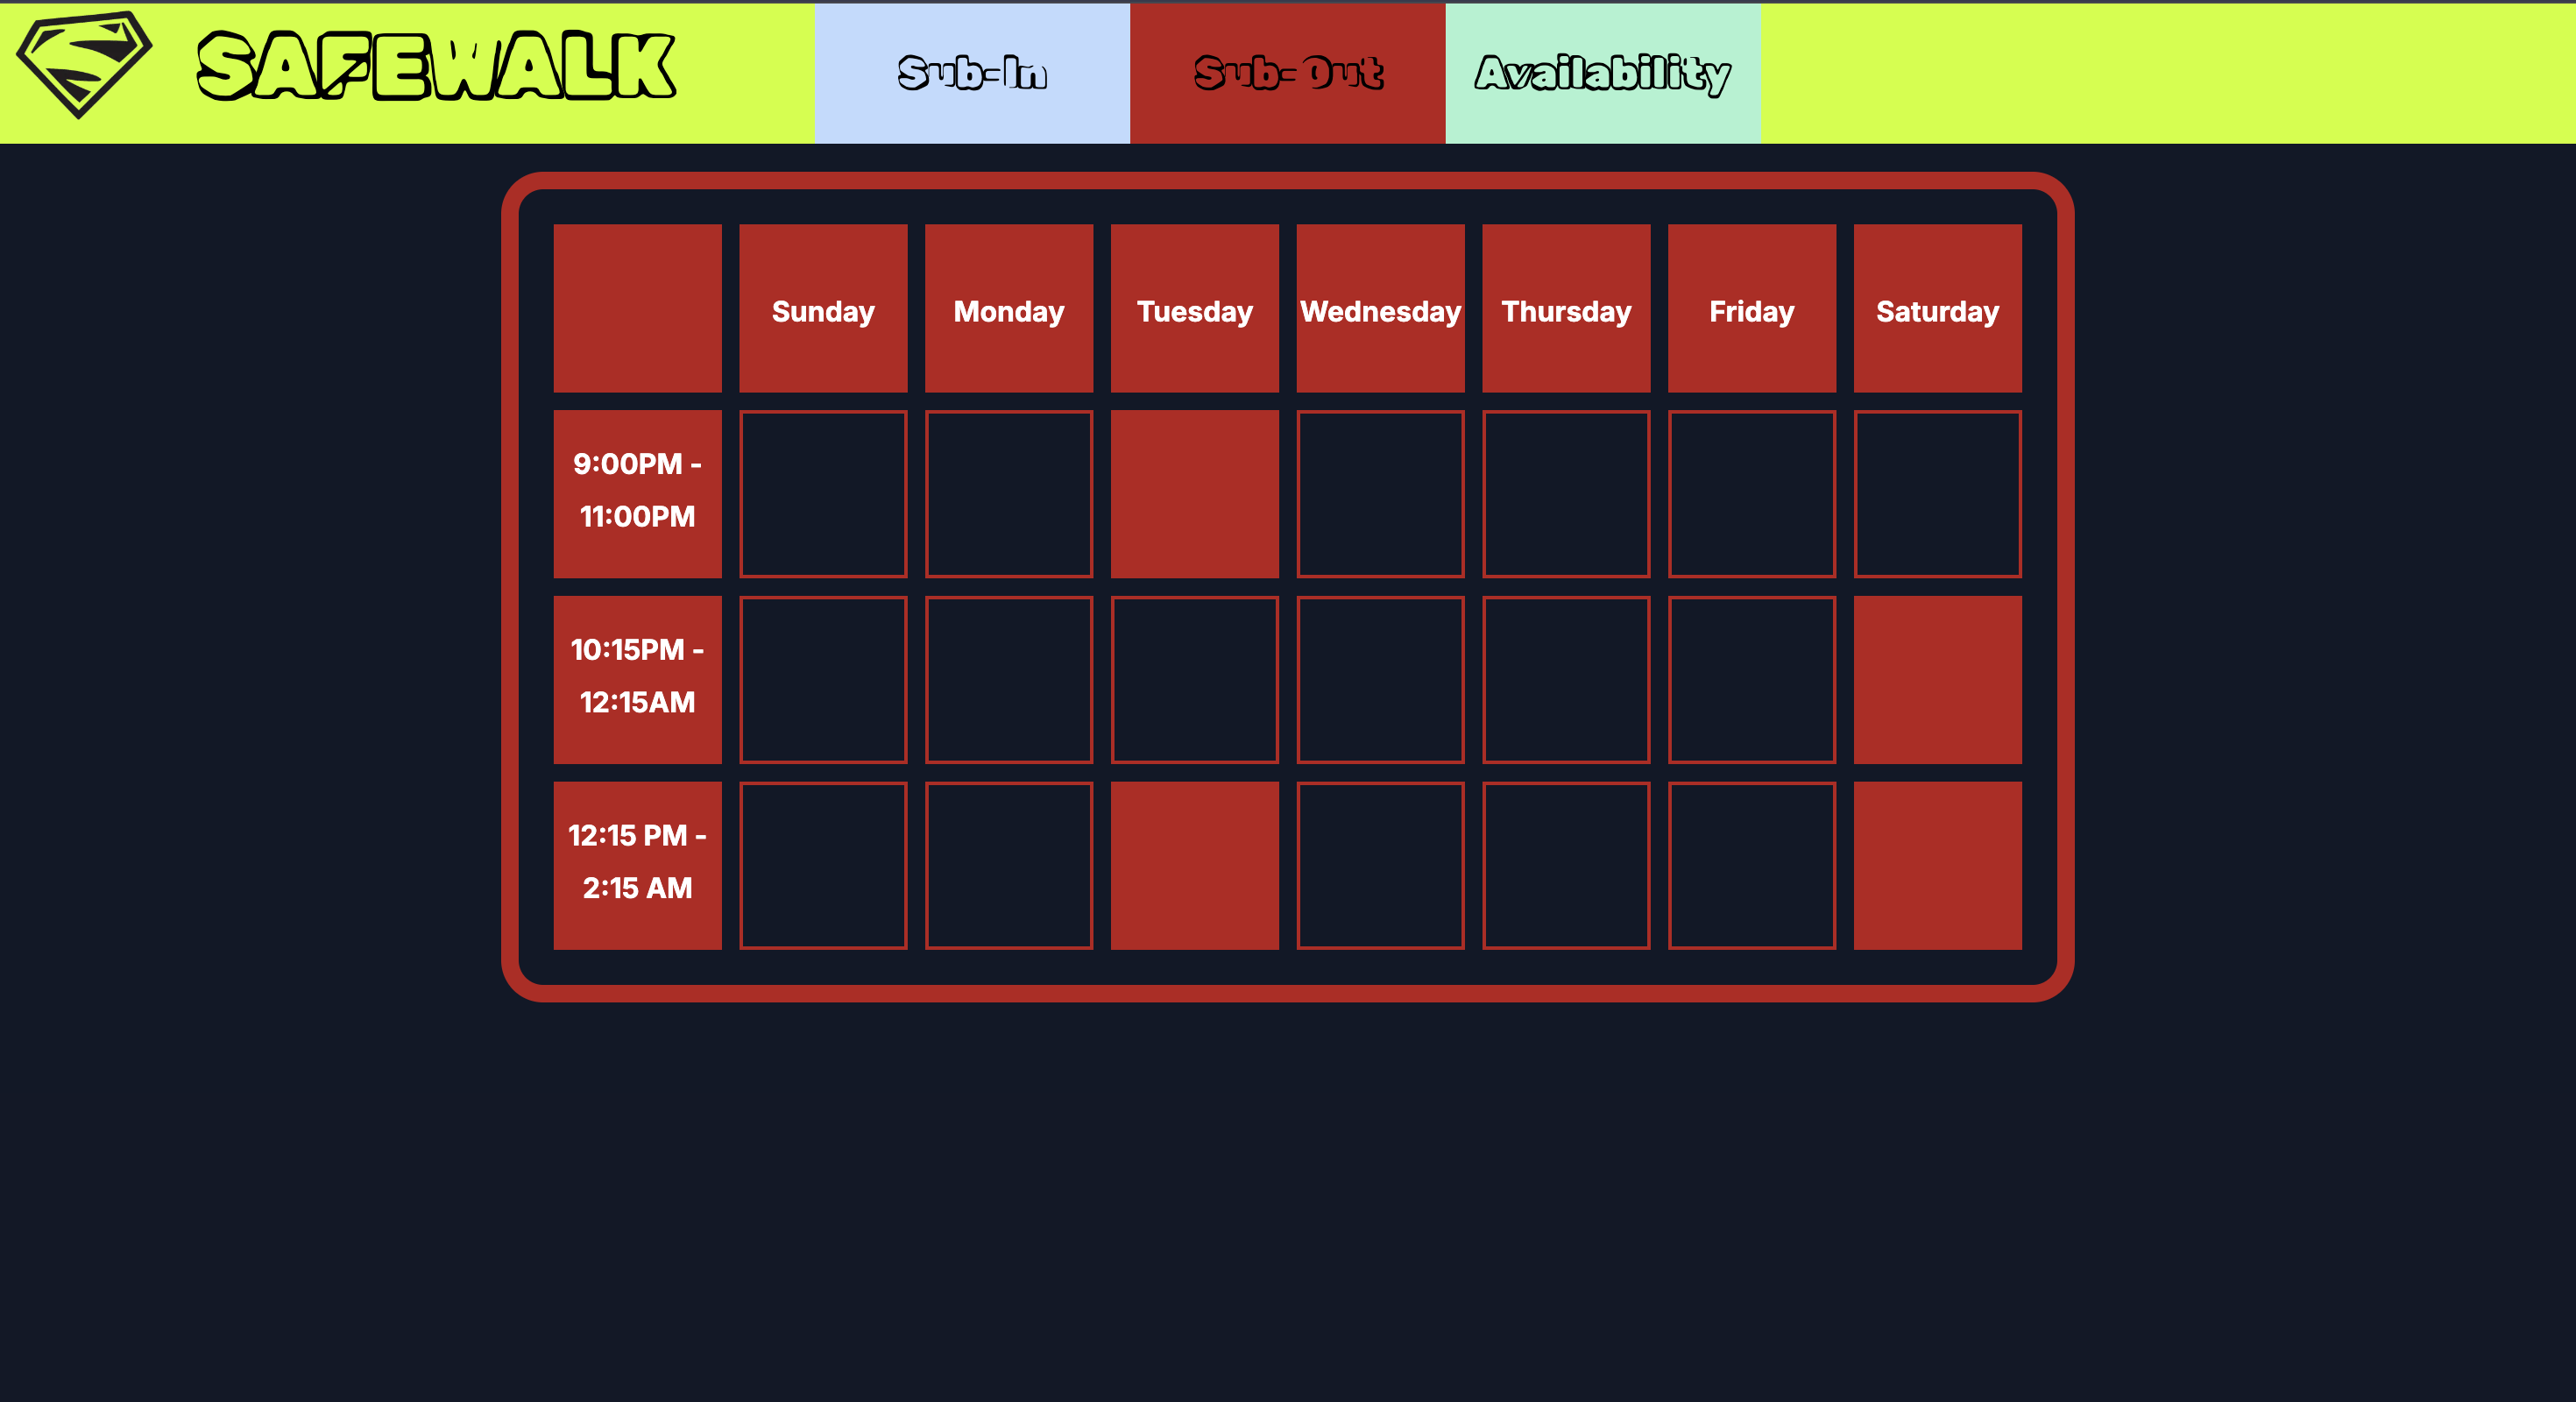 SAFEWALK
Sub-In
Sub-Out
Availability
Sunday
Monday
Tuesday
Wednesday
Thursday
Friday
Saturday
9:00PM -
11:00PM
10:15PM -
12:15AM
12:15 PM -
2:15 AM